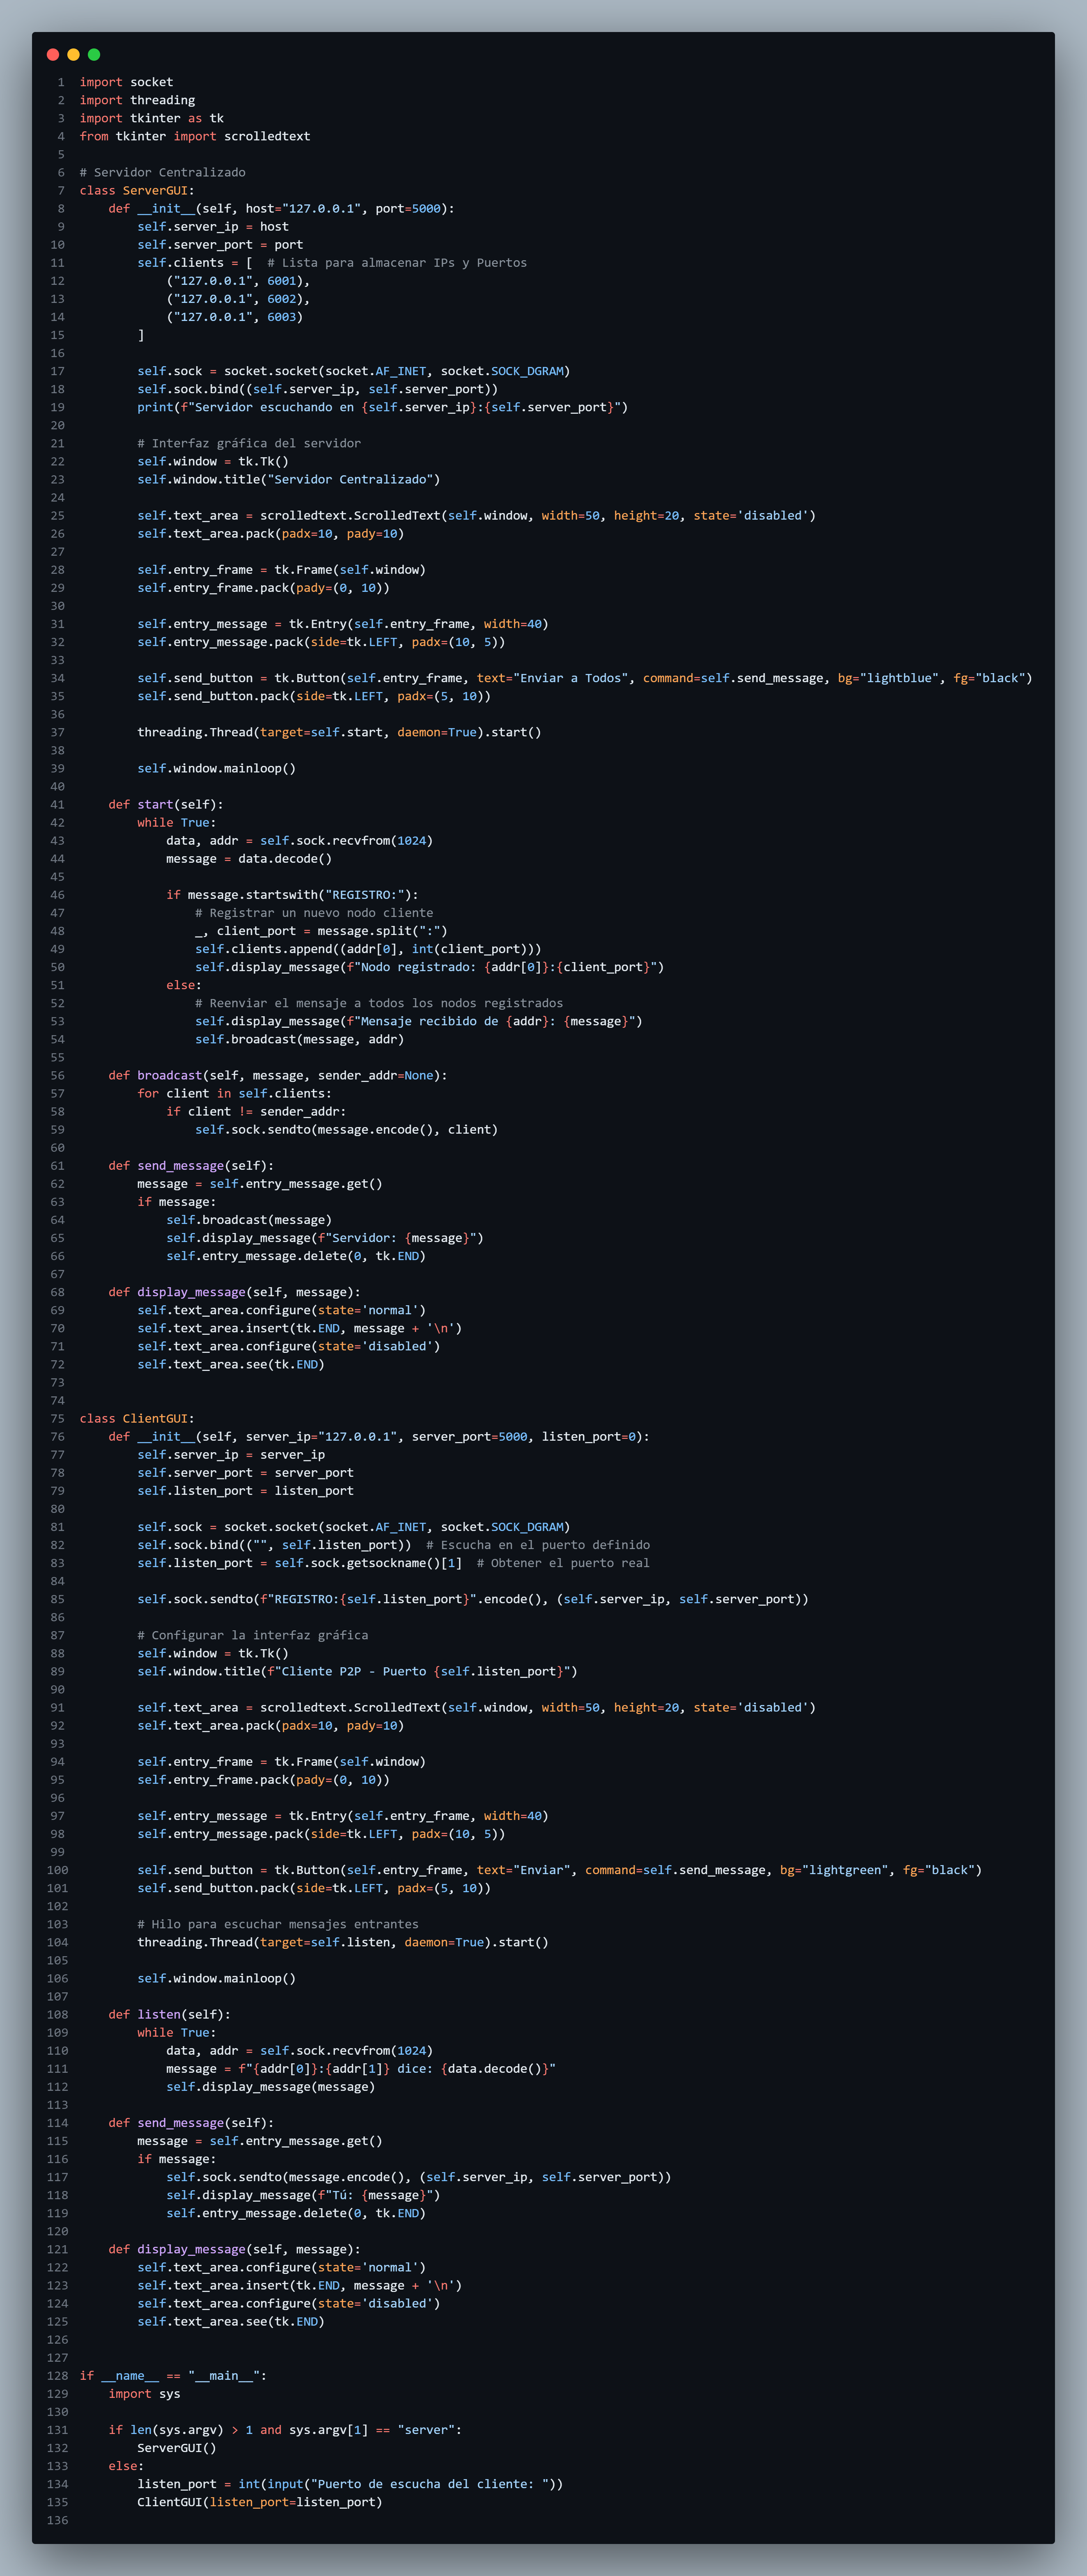 1 import socket
2 import threading
3 import tkinter as tk
4 from tkinter import scrolledtext
5
6 # Servidor Centralizado
7 class ServerGUI:
8     def __init__(self, host="127.0.0.1", port=5000):
9         self.server_ip = host
10         self.server_port = port
11         self.clients = [  # Lista para almacenar IPs y Puertos
12             ("127.0.0.1", 6001),
13             ("127.0.0.1", 6002),
14             ("127.0.0.1", 6003)
15         ]
16
17         self.sock = socket.socket(socket.AF_INET, socket.SOCK_DGRAM)
18         self.sock.bind((self.server_ip, self.server_port))
19         print(f"Servidor escuchando en {self.server_ip}:{self.server_port}")
20
21         # Interfaz gráfica del servidor
22         self.window = tk.Tk()
23         self.window.title("Servidor Centralizado")
24
25         self.text_area = scrolledtext.ScrolledText(self.window, width=50, height=20, state='disabled')
26         self.text_area.pack(padx=10, pady=10)
27
28         self.entry_frame = tk.Frame(self.window)
29         self.entry_frame.pack(pady=(0, 10))
30
31         self.entry_message = tk.Entry(self.entry_frame, width=40)
32         self.entry_message.pack(side=tk.LEFT, padx=(10, 5))
33
34         self.send_button = tk.Button(self.entry_frame, text="Enviar a Todos", command=self.send_message, bg="lightblue", fg="black")
35         self.send_button.pack(side=tk.LEFT, padx=(5, 10))
36
37         threading.Thread(target=self.start, daemon=True).start()
38
39         self.window.mainloop()
40
41     def start(self):
42         while True:
43             data, addr = self.sock.recvfrom(1024)
44             message = data.decode()
45
46             if message.startswith("REGISTRO:"):
47                 # Registrar un nuevo nodo cliente
48                 _, client_port = message.split(":")
49                 self.clients.append((addr[0], int(client_port)))
50                 self.display_message(f"Nodo registrado: {addr[0]}:{client_port}")
51             else:
52                 # Reenviar el mensaje a todos los nodos registrados
53                 self.display_message(f"Mensaje recibido de {addr}: {message}")
54                 self.broadcast(message, addr)
55
56     def broadcast(self, message, sender_addr=None):
57         for client in self.clients:
58             if client != sender_addr:
59                 self.sock.sendto(message.encode(), client)
60
61     def send_message(self):
62         message = self.entry_message.get()
63         if message:
64             self.broadcast(message)
65             self.display_message(f"Servidor: {message}")
66             self.entry_message.delete(0, tk.END)
67
68     def display_message(self, message):
69         self.text_area.configure(state='normal')
70         self.text_area.insert(tk.END, message + '\n')
71         self.text_area.configure(state='disabled')
72         self.text_area.see(tk.END)
73
74
75 class ClientGUI:
76     def __init__(self, server_ip="127.0.0.1", server_port=5000, listen_port=0):
77         self.server_ip = server_ip
78         self.server_port = server_port
79         self.listen_port = listen_port
80
81         self.sock = socket.socket(socket.AF_INET, socket.SOCK_DGRAM)
82         self.sock.bind(("", self.listen_port))  # Escucha en el puerto definido
83         self.listen_port = self.sock.getsockname()[1]  # Obtener el puerto real
84
85         self.sock.sendto(f"REGISTRO:{self.listen_port}".encode(), (self.server_ip, self.server_port))
86
87         # Configurar la interfaz gráfica
88         self.window = tk.Tk()
89         self.window.title(f"Cliente P2P - Puerto {self.listen_port}")
90
91         self.text_area = scrolledtext.ScrolledText(self.window, width=50, height=20, state='disabled')
92         self.text_area.pack(padx=10, pady=10)
93
94         self.entry_frame = tk.Frame(self.window)
95         self.entry_frame.pack(pady=(0, 10))
96
97         self.entry_message = tk.Entry(self.entry_frame, width=40)
98         self.entry_message.pack(side=tk.LEFT, padx=(10, 5))
99
100         self.send_button = tk.Button(self.entry_frame, text="Enviar", command=self.send_message, bg="lightgreen", fg="black")
101         self.send_button.pack(side=tk.LEFT, padx=(5, 10))
102
103         # Hilo para escuchar mensajes entrantes
104         threading.Thread(target=self.listen, daemon=True).start()
105
106         self.window.mainloop()
107
108     def listen(self):
109         while True:
110             data, addr = self.sock.recvfrom(1024)
111             message = f"{addr[0]}:{addr[1]} dice: {data.decode()}"
112             self.display_message(message)
113
114     def send_message(self):
115         message = self.entry_message.get()
116         if message:
117             self.sock.sendto(message.encode(), (self.server_ip, self.server_port))
118             self.display_message(f"Tú: {message}")
119             self.entry_message.delete(0, tk.END)
120
121     def display_message(self, message):
122         self.text_area.configure(state='normal')
123         self.text_area.insert(tk.END, message + '\n')
124         self.text_area.configure(state='disabled')
125         self.text_area.see(tk.END)
126
127
128 if __name__ == "__main__":
129     import sys
130
131     if len(sys.argv) > 1 and sys.argv[1] == "server":
132         ServerGUI()
133     else:
134         listen_port = int(input("Puerto de escucha del cliente: "))
135         ClientGUI(listen_port=listen_port)
136